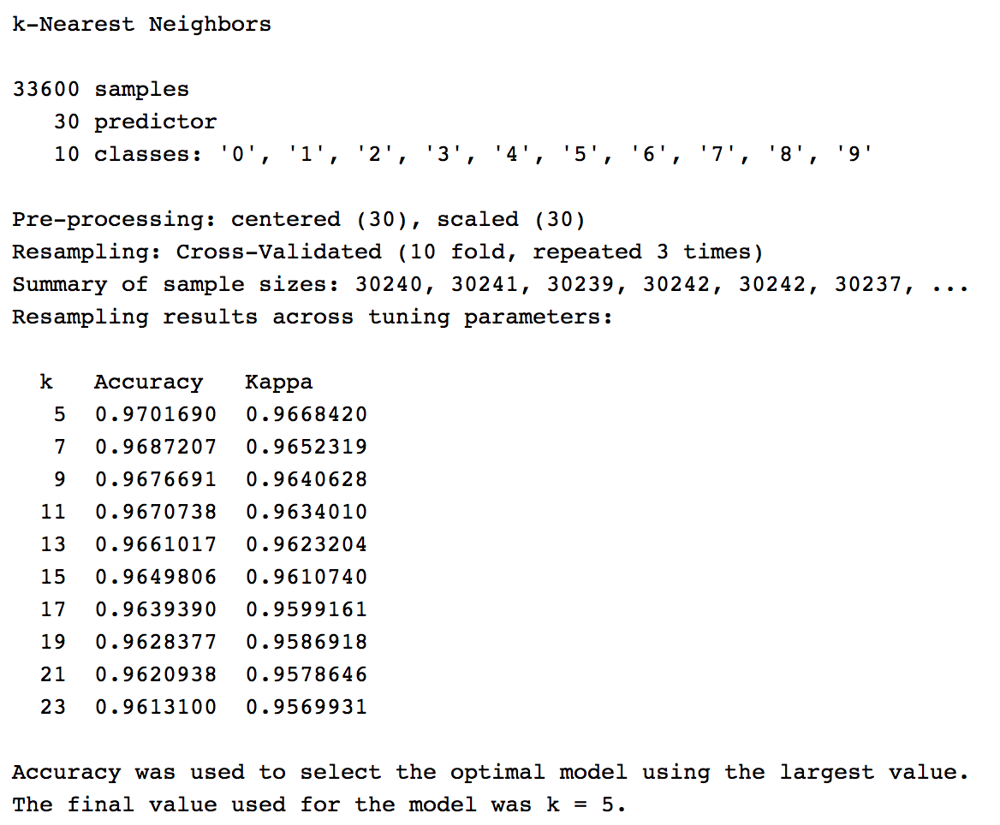 k-Nearest Neighbors

33600 samples
   30 predictor
   10 classes: '0', '1', '2', '3', '4', '5', '6', '7', '8', '9'

Pre-processing: centered (30), scaled (30)
Resampling: Cross-Validated (10 fold, repeated 3 times)
Summary of sample sizes: 30240, 30241, 30239, 30242, 30242, 30237, ...
Resampling results across tuning parameters:

  k   Accuracy   Kappa
   5  0.9701690  0.9668420
   7  0.9687207  0.9652319
   9  0.9676691  0.9640628
  11  0.9670738  0.9634010
  13  0.9661017  0.9623204
  15  0.9649806  0.9610740
  17  0.9639390  0.9599161
  19  0.9628377  0.9586918
  21  0.9620938  0.9578646
  23  0.9613100  0.9569931

Accuracy was used to select the optimal model using the largest value.
The final value used for the model was k = 5.